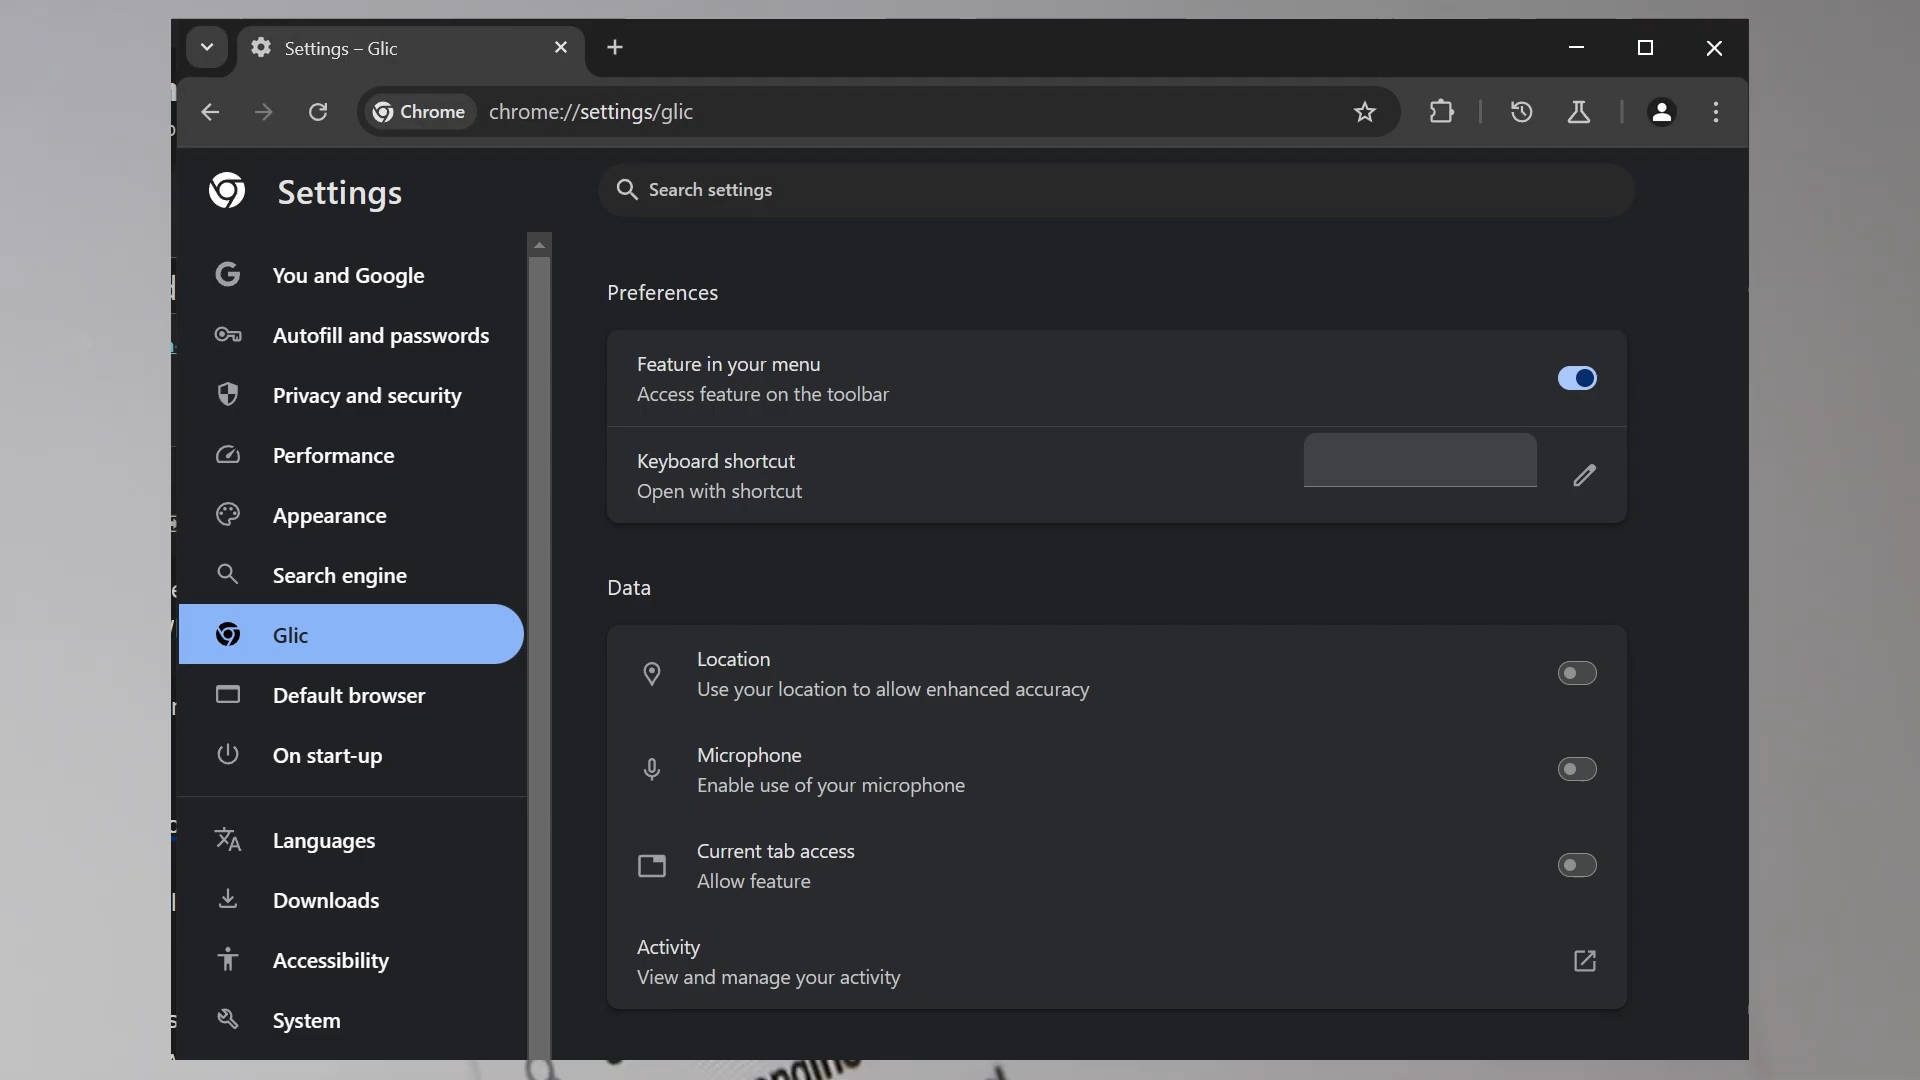 Settings – Glic
Chrome
chrome://settings/glic
Settings
Search settings
You and Google
Autofill and passwords
Privacy and security
Performance
Appearance
Search engine
Glic
Default browser
On start-up
Languages
Downloads
Accessibility
System
Preferences
Feature in your menu
Access feature on the toolbar
Keyboard shortcut
Open with shortcut
Data
Location
Use your location to allow enhanced accuracy
Microphone
Enable use of your microphone
Current tab access
Allow feature
Activity
View and manage your activity